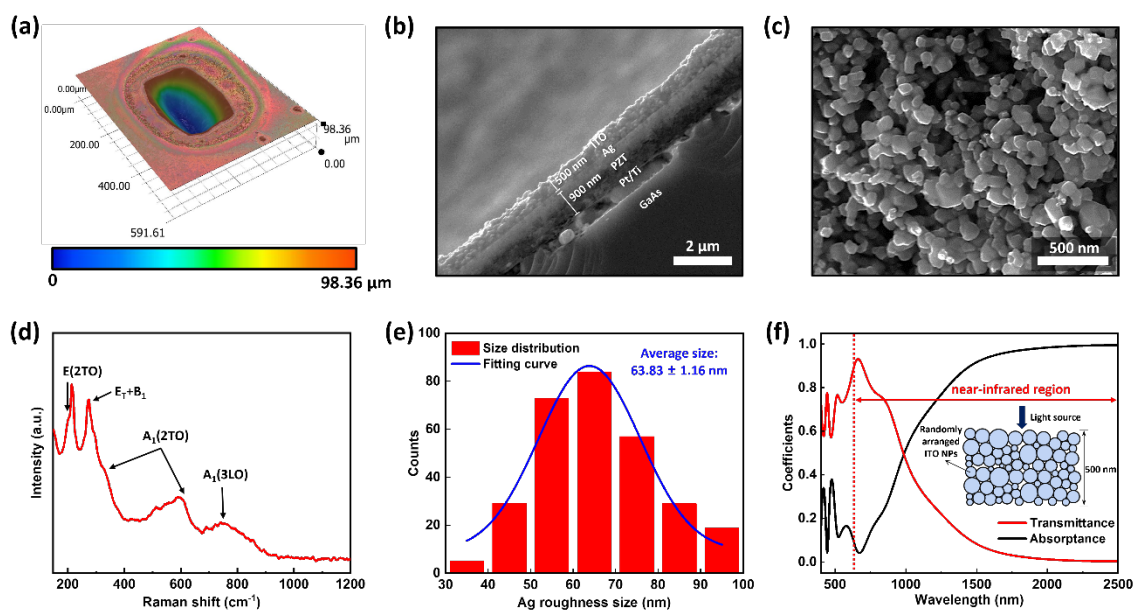 (a)
0.00μm
0.00μm
200.00
400.00
591.61
98.36
μm
0.00
0
98.36 μm
(b)
ITO
Ag
PZT
Pt/Ti
GaAs
500 nm
900 nm
2 μm
(c)
500 nm
(d)
Intensity (a.u.)
E(2TO)
E_T+B_1
A_1(2TO)
A_1(3LO)
200 400 600 800 1000 1200
Raman shift (cm⁻¹)
(e)
Counts
100
80
60
40
20
0
Size distribution
Fitting curve
Average size:
63.83 ± 1.16 nm
30 40 50 60 70 80 90 100
Ag roughness size (nm)
(f)
Coefficients
1.0
0.8
0.6
0.4
0.2
0.0
near-infrared region
Light source
Randomly
arranged
ITO NPs
500 nm
Transmittance
Absorptance
500 1000 1500 2000 2500
Wavelength (nm)